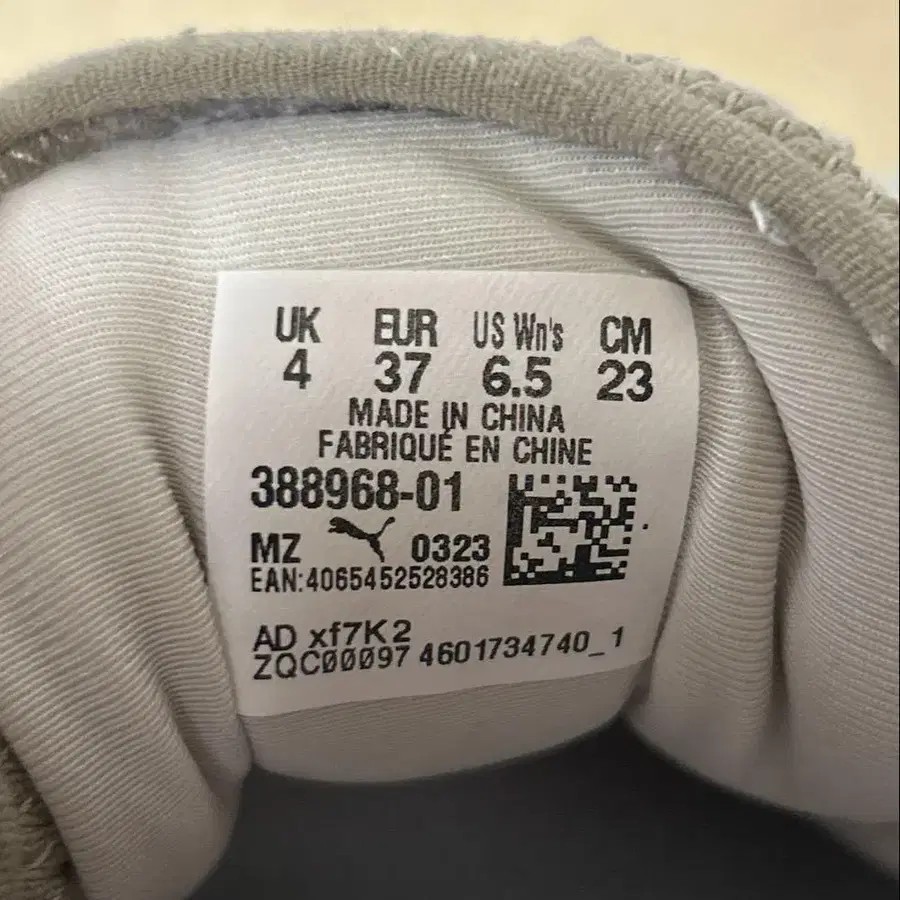 UK EUR US Wn's CM
4 37 6.5 23
MADE IN CHINA
FABRIQUÉ EN CHINE
388968-01
MZ 0323
EAN:4065452528386
AD xf7K2
ZQC00097 4601734740_1